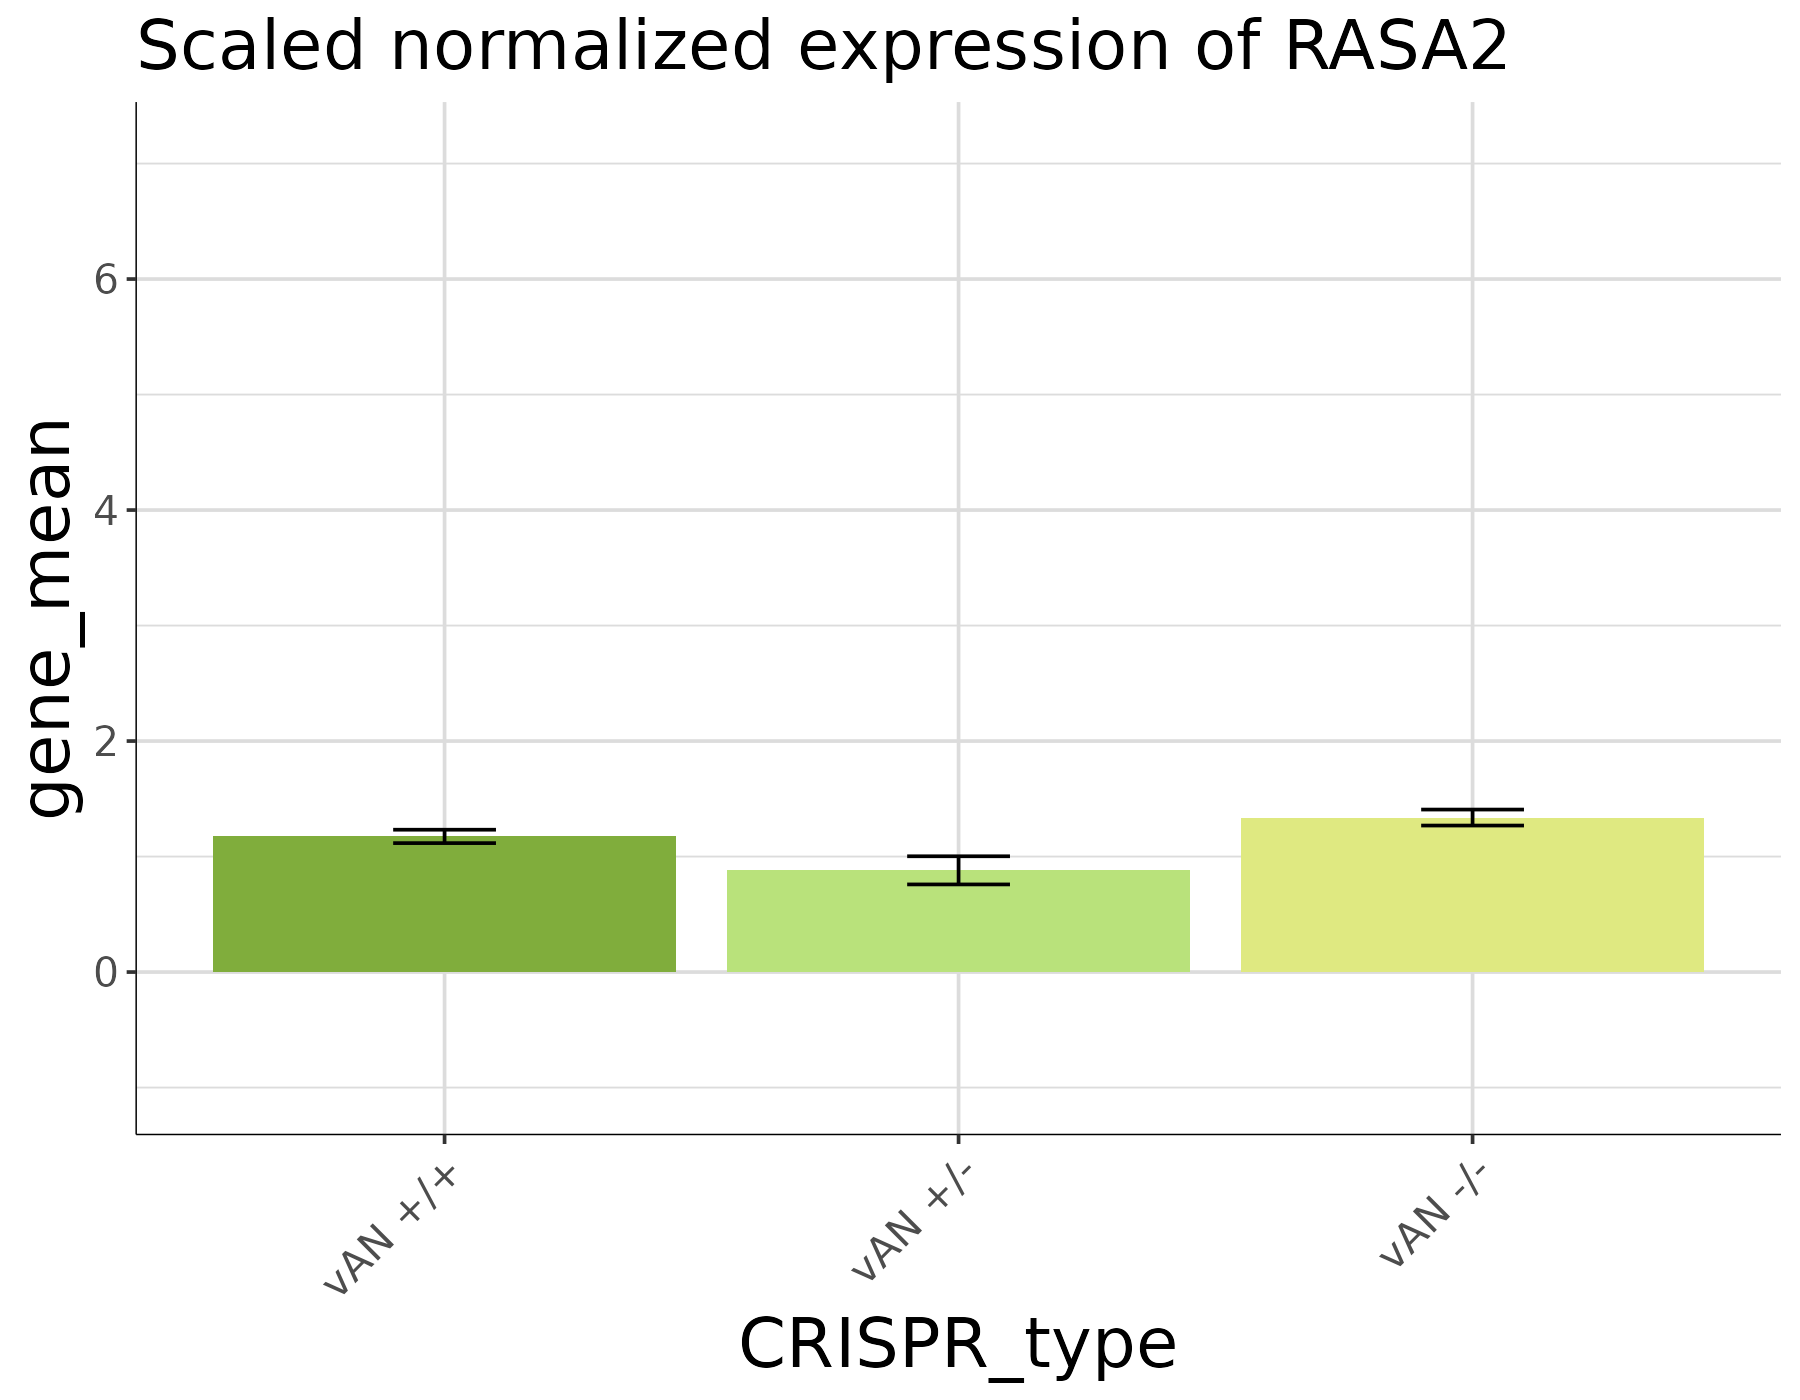 Scaled normalized expression of RASA2
gene_mean
6
4
2
0
vAN +/+
vAN +/-
vAN -/-
CRISPR_type